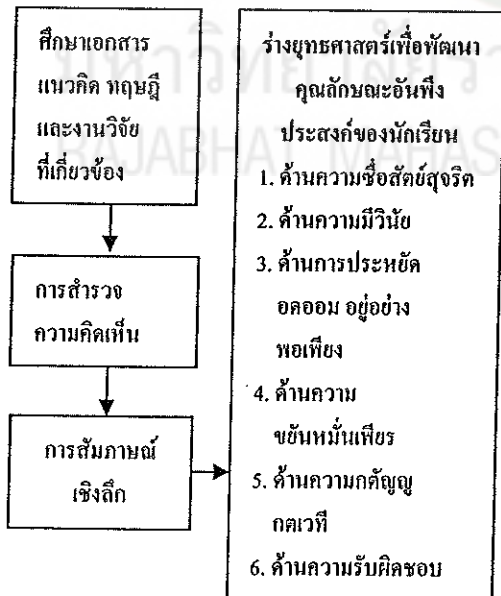 ศึกษาเอกสาร
แนวคิด ทฤษฎี
และงานวิจัย
ที่เกี่ยวข้อง
การสำรวจ
ความคิดเห็น
การสัมภาษณ์
เชิงลึก
ร่างยุทธศาสตร์เพื่อพัฒนา
คุณลักษณะอันพึง
ประสงค์ของนักเรียน
1. ด้านความซื่อสัตย์สุจริต
2. ด้านความมีวินัย
3. ด้านการประหยัด
อดออม อยู่อย่าง
พอเพียง
4. ด้านความ
ขยันหมั่นเพียร
5. ด้านความกตัญญู
กตเวที
6. ด้านความรับผิดชอบ